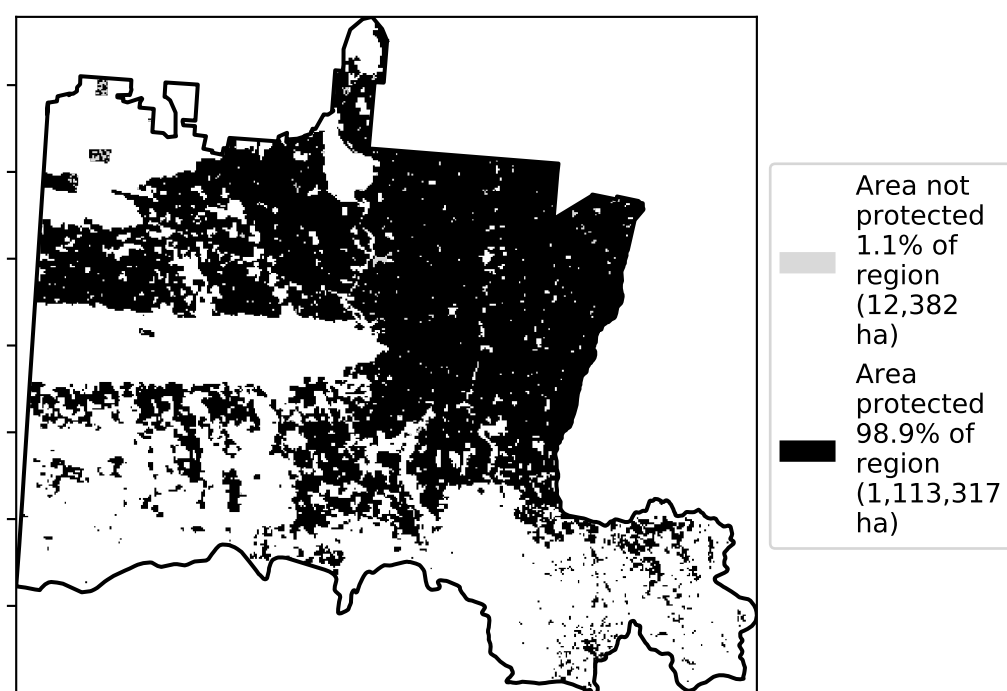 Area not
protected
1.1% of
region
(12,382
ha)
Area
protected
98.9% of
region
(1,113,317
ha)